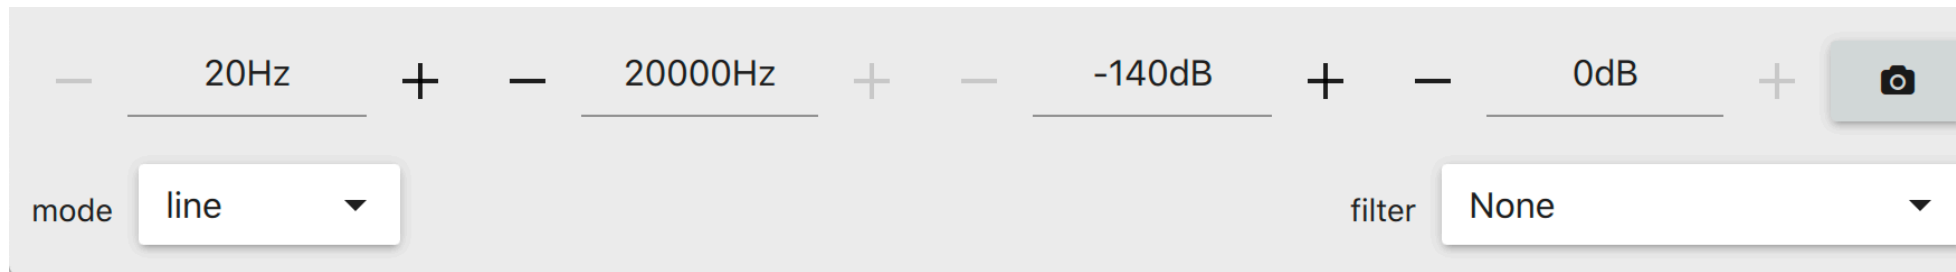 − 20Hz + − 20000Hz + − -140dB + − 0dB +
mode line filter None